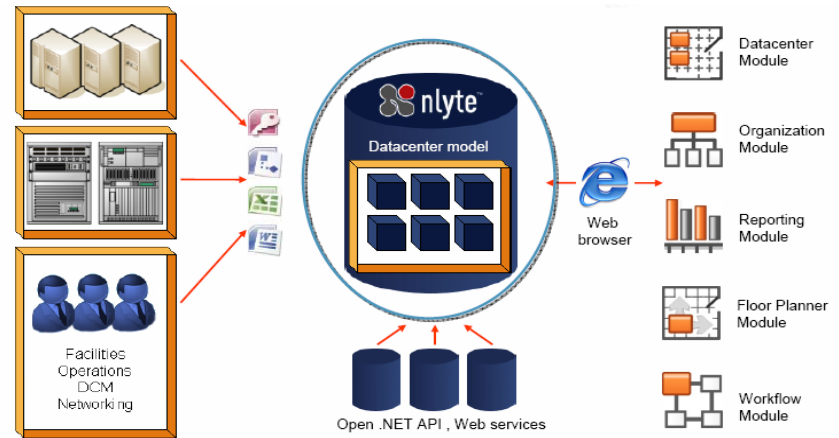 Facilities
Operations
DCM
Networking
nlyte™
Datacenter model
Open .NET API , Web services
Web
browser
Datacenter
Module
Organization
Module
Reporting
Module
Floor Planner
Module
Workflow
Module